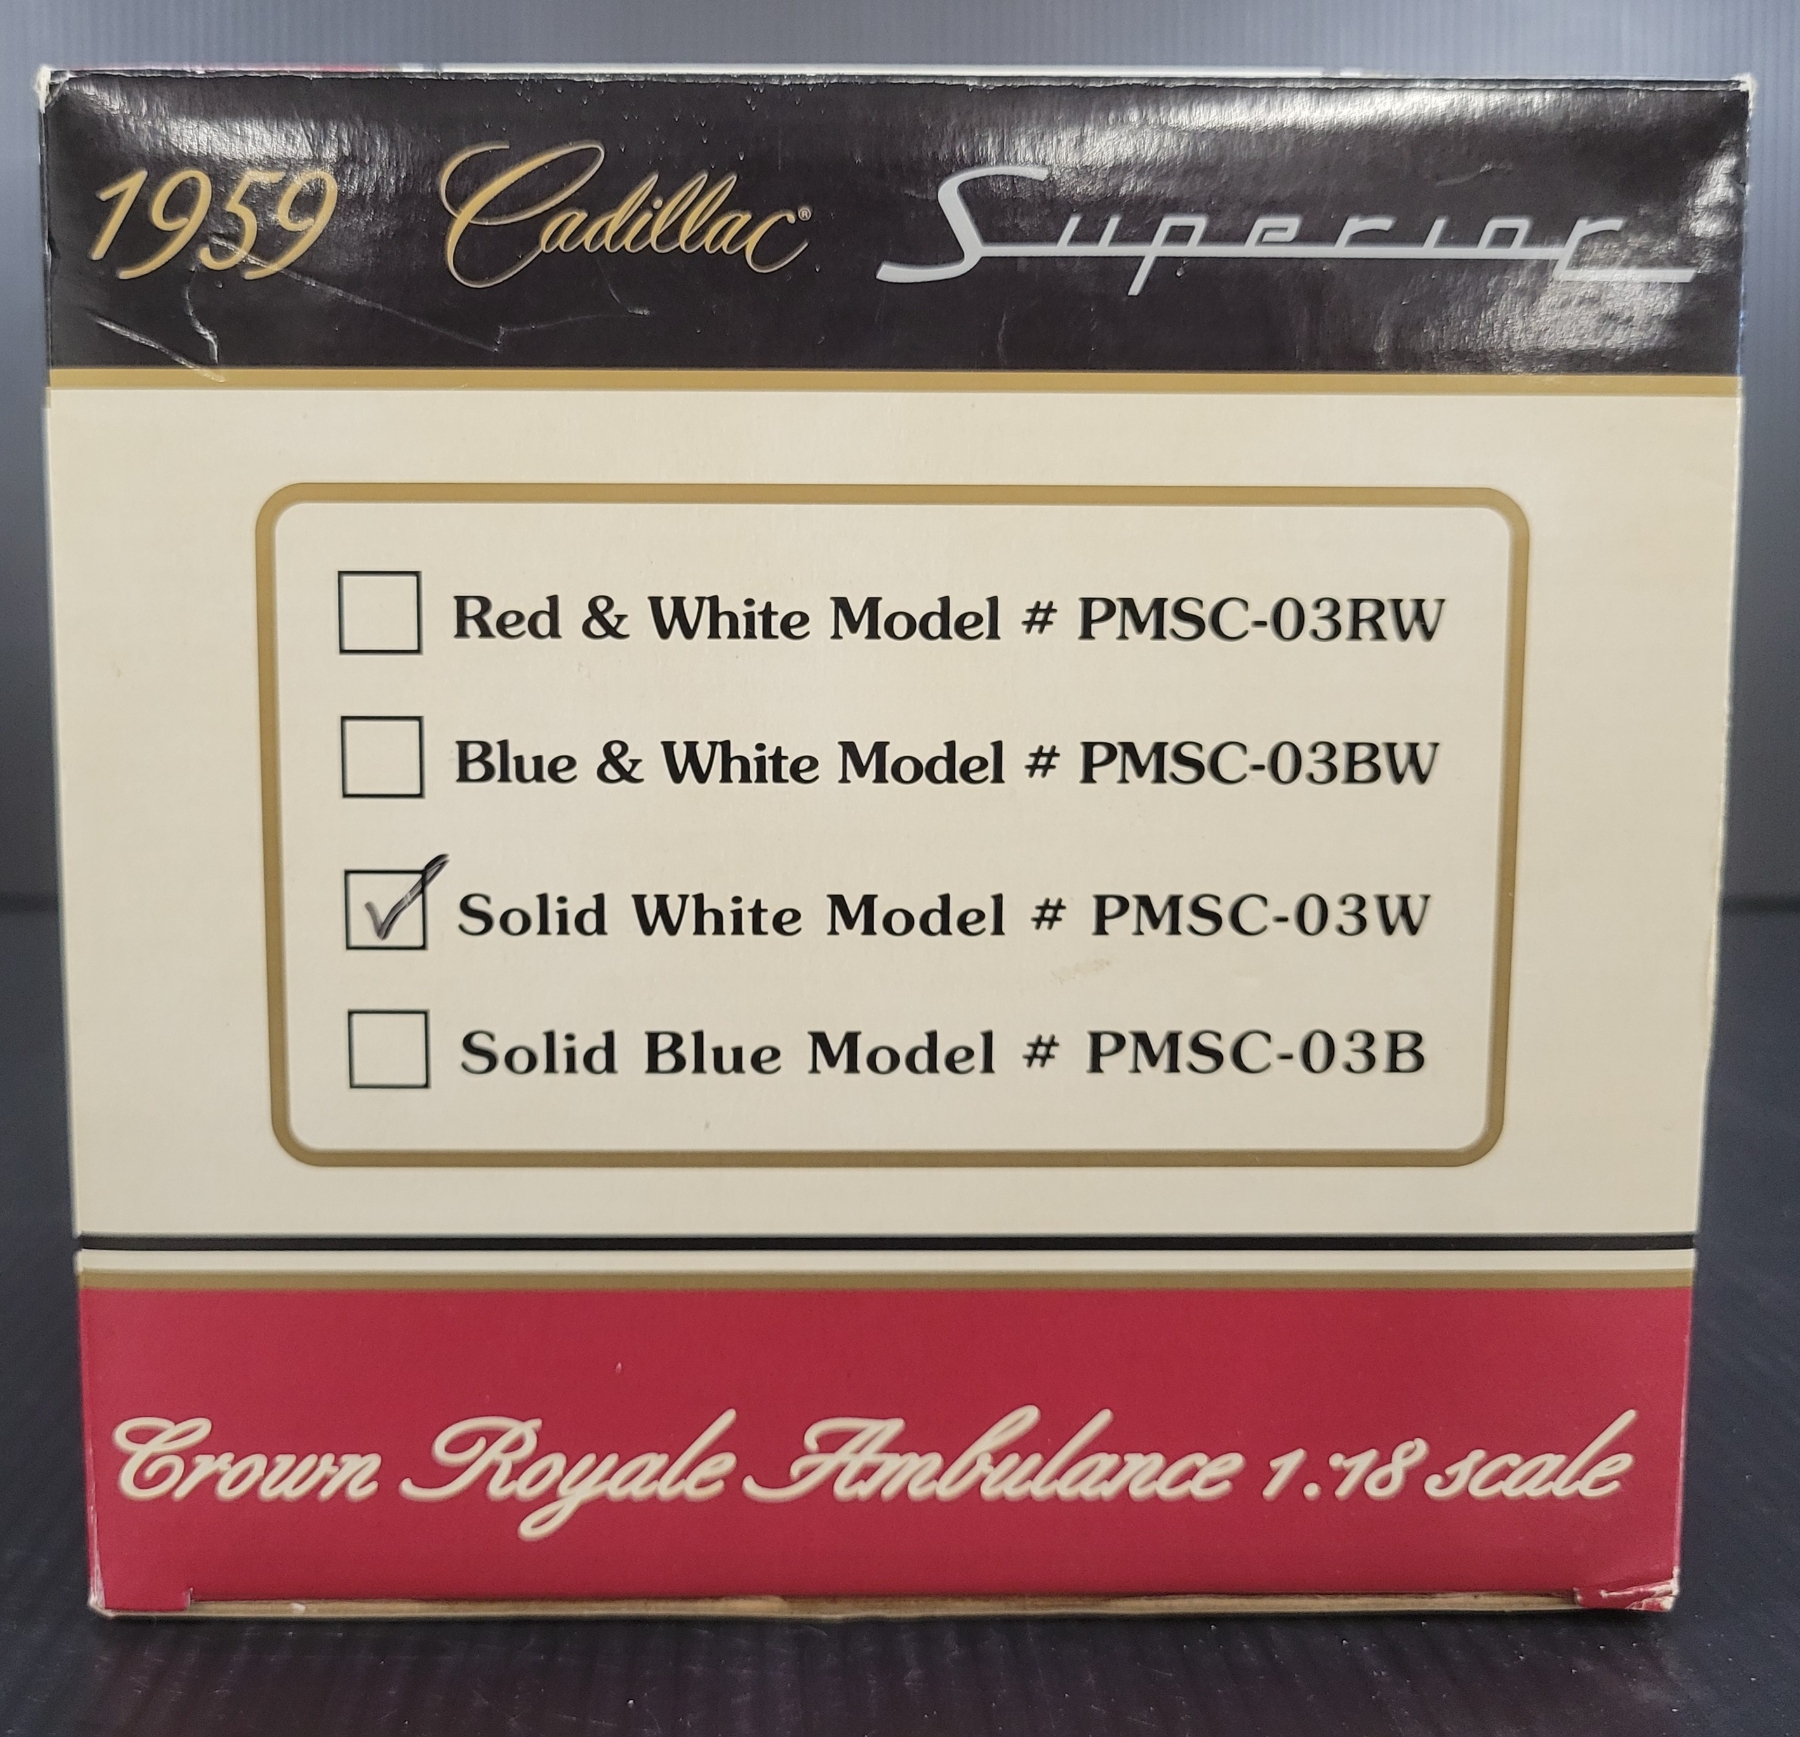 1959 Cadillac® Superior
Red & White Model # PMSC-03RW
Blue & White Model # PMSC-03BW
Solid White Model # PMSC-03W
Solid Blue Model # PMSC-03B
Crown Royale Ambulance 1:18 scale